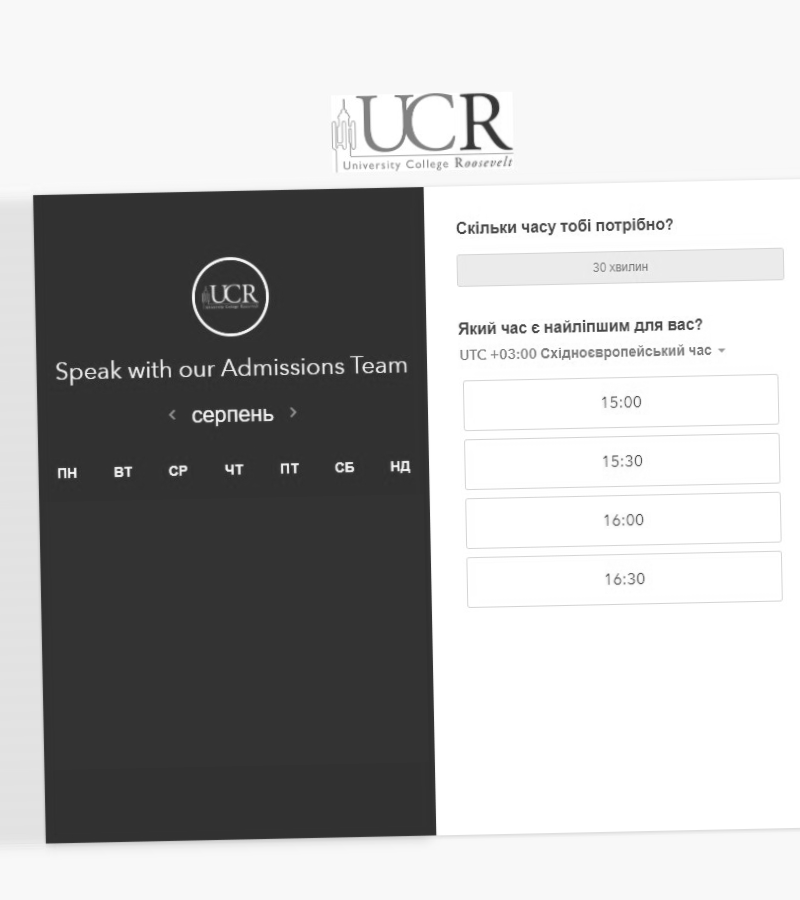 UCR
University College Roosevelt
UCR
Speak with our Admissions Team
серпень
ПН ВТ СР ЧТ ПТ СБ НД
Скільки часу тобі потрібно?
30 хвилин
Який час є найліпшим для вас?
UTC +03:00 Східноєвропейський час
15:00
15:30
16:00
16:30